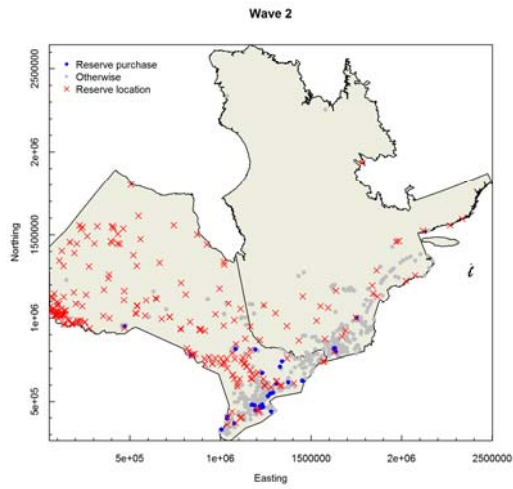 Wave 2
Reserve purchase
Otherwise
Reserve location
2500000
2e+06
1500000
1e+06
5e+05
Northing
5e+05
1e+06
1500000
2e+06
2500000
Easting